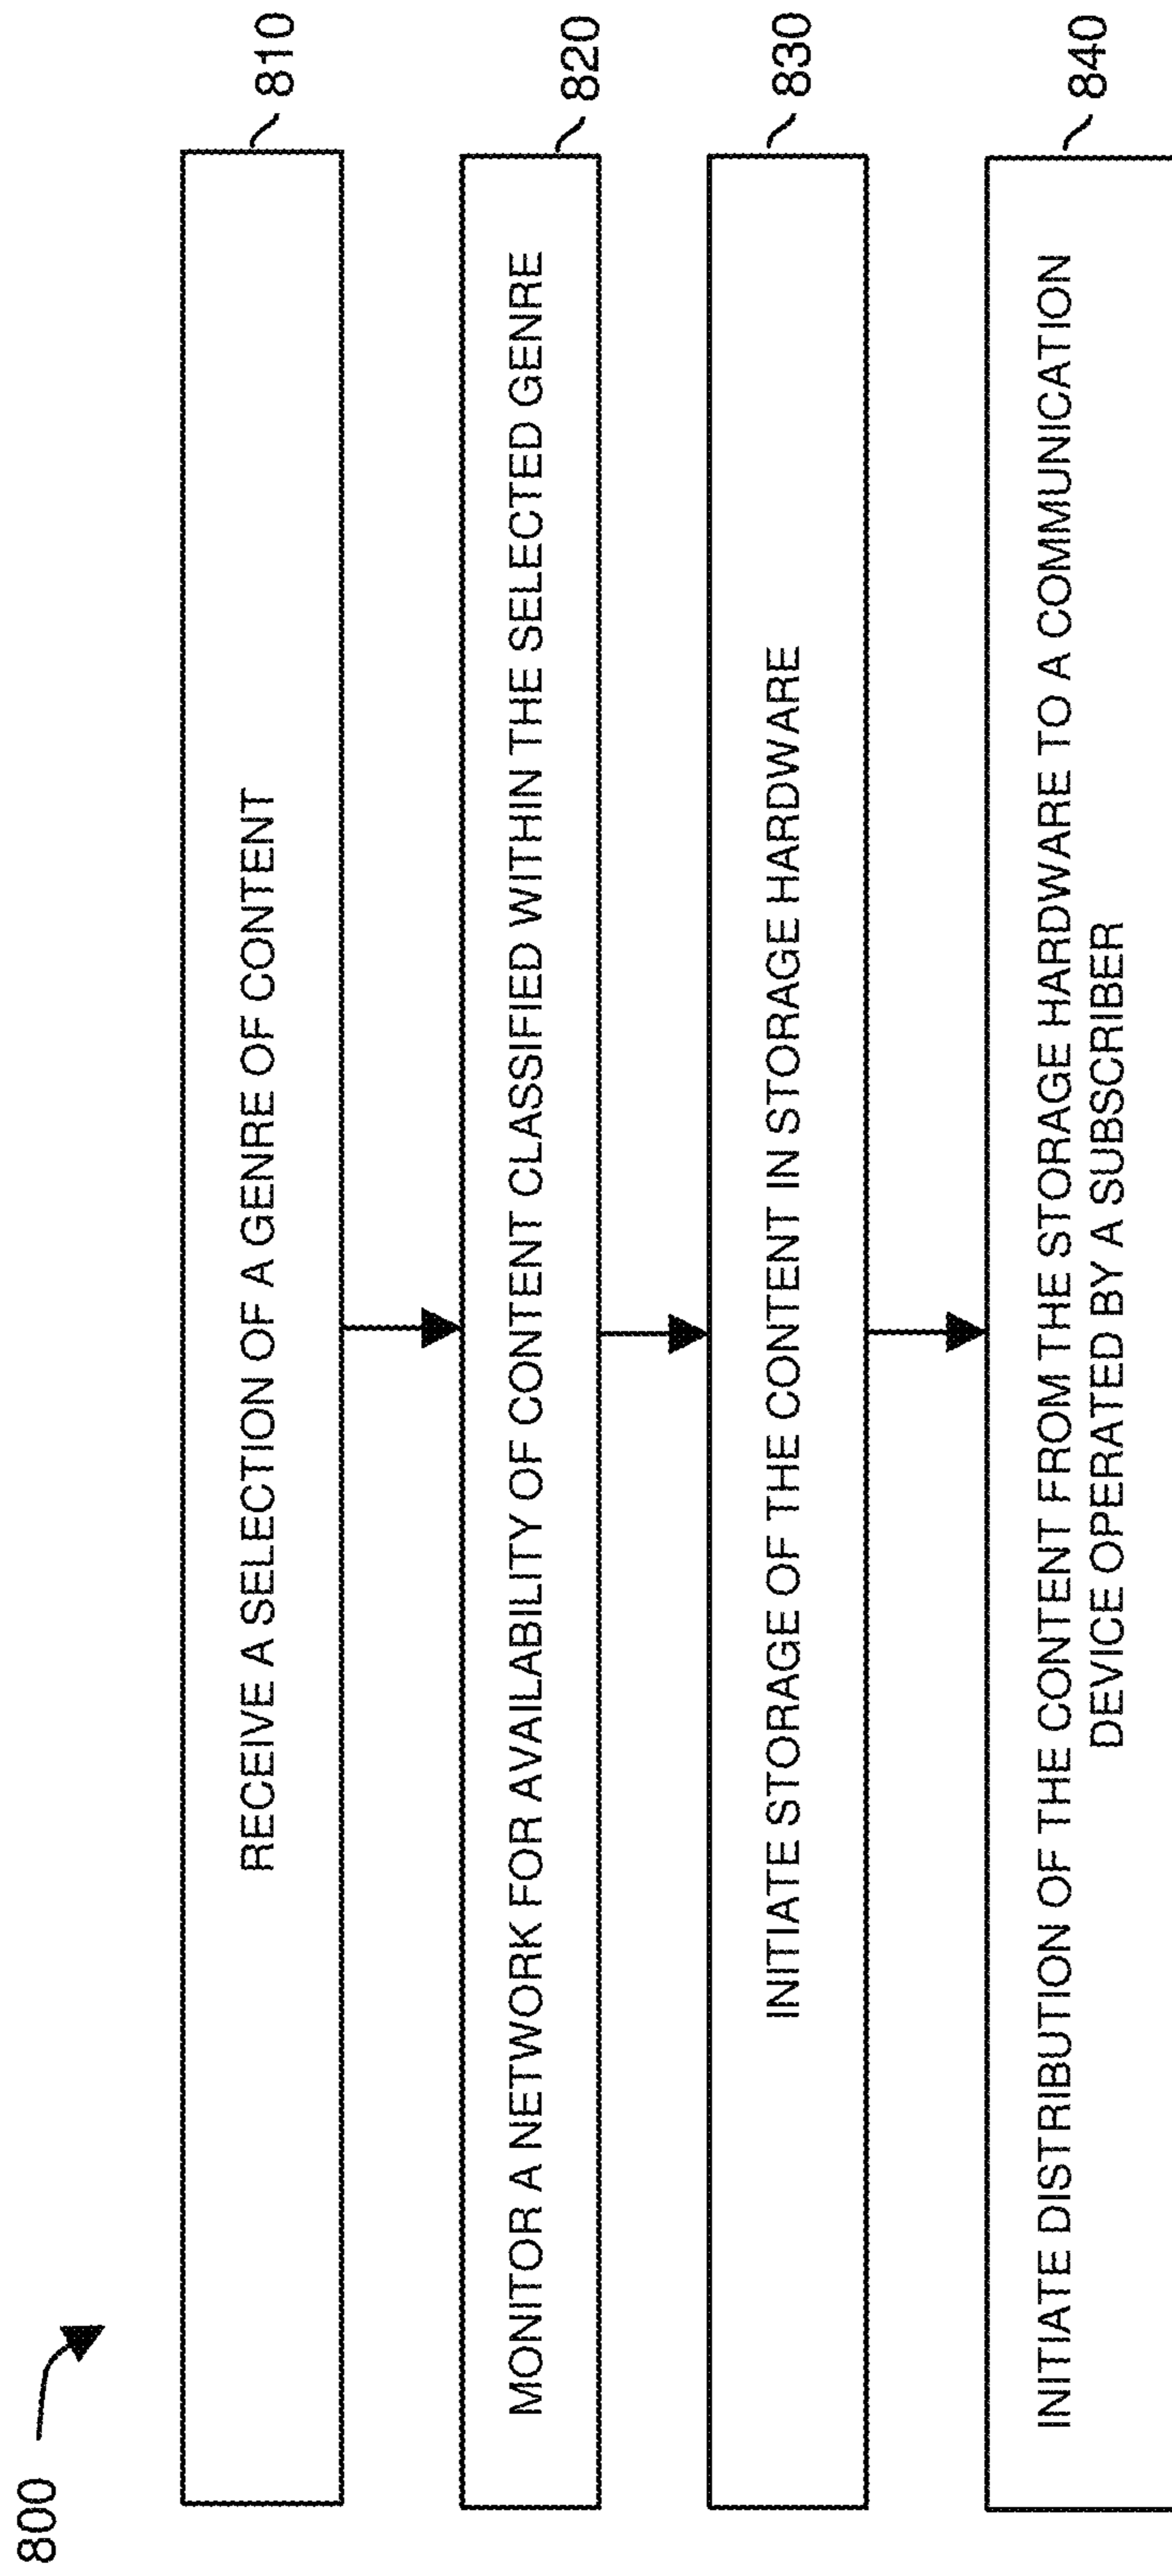 800
RECEIVE A SELECTION OF A GENRE OF CONTENT
810
MONITOR A NETWORK FOR AVAILABILITY OF CONTENT CLASSIFIED WITHIN THE SELECTED GENRE
820
INITIATE STORAGE OF THE CONTENT IN STORAGE HARDWARE
830
INITIATE DISTRIBUTION OF THE CONTENT FROM THE STORAGE HARDWARE TO A COMMUNICATION
DEVICE OPERATED BY A SUBSCRIBER
840